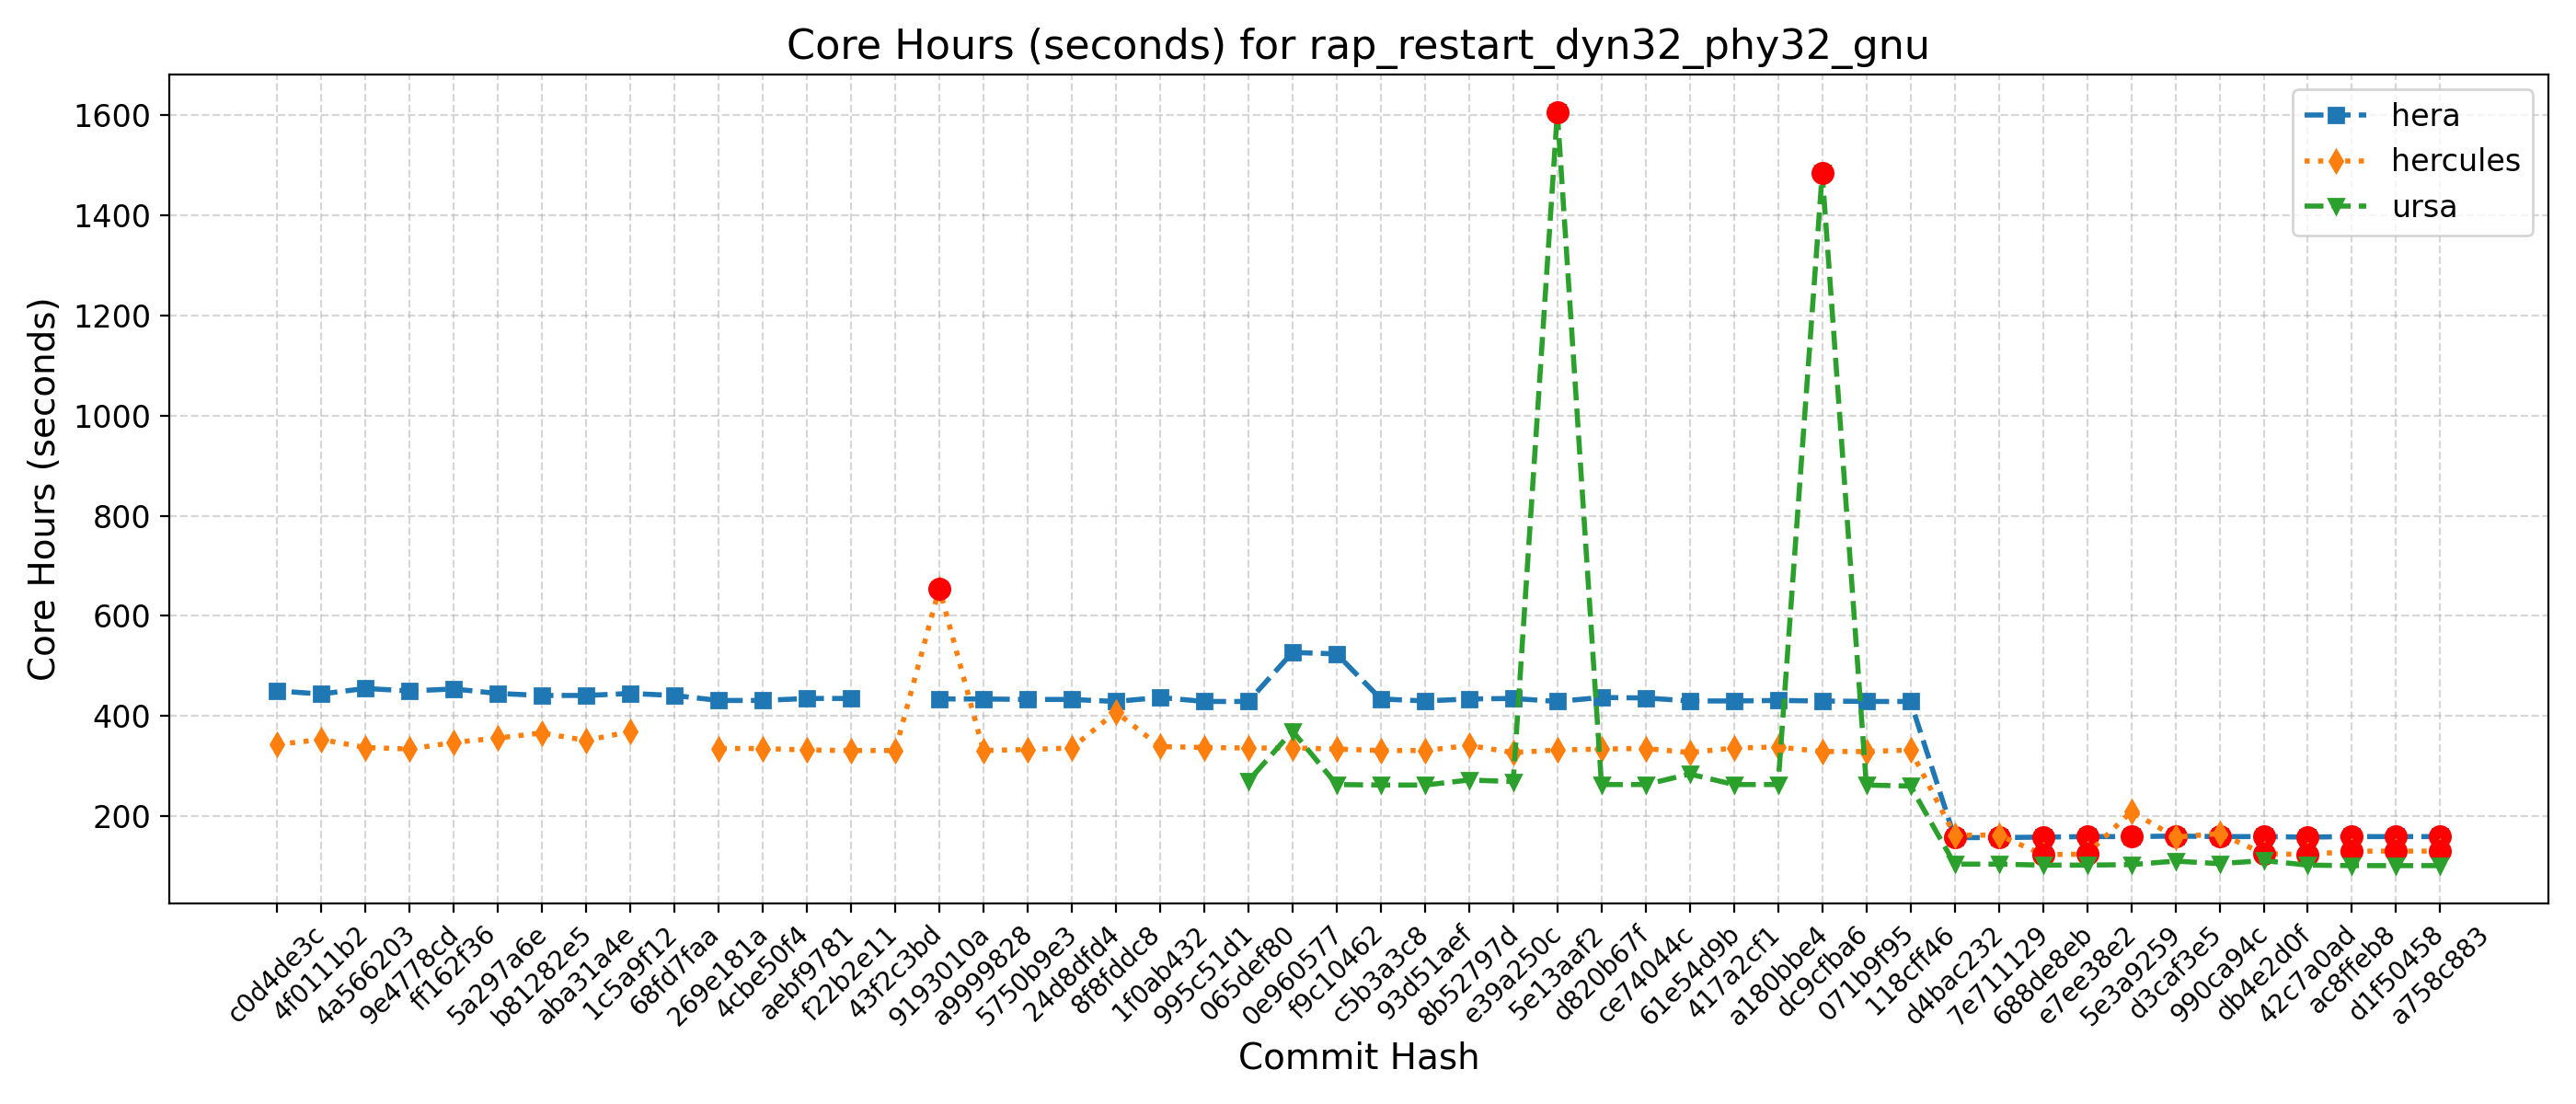 Core Hours (seconds) for rap_restart_dyn32_phy32_gnu
hera
hercules
ursa
Core Hours (seconds)
1600
1400
1200
1000
800
600
400
200
c0d4de3c
4f0111b2
4a566203
9e4778cd
ff162f36
5a297a6e
b81282e5
aba31a4e
1c5a9f12
68fd7faa
269e181a
4cbe50f4
aebf9781
f22b2e11
43f2c3bd
9193010a
a9999828
5750b9e3
24d8dfd4
8f8fddc8
1f0ab432
995c51d1
065def80
0e960577
f9c10462
c5b3a3c8
93d51aef
8b52797d
e39a250c
5e13aaf2
d820b67f
ce74044c
61e54d9b
417a2cf1
a180bbe4
dc9cfba6
071b9f95
118cff46
d4bac232
7e711129
688de8eb
e7ee38e2
5e3a9259
d3caf3e5
990ca94c
db4e2d0f
42c7a0ad
ac8ffeb8
d1f50458
a758c883
Commit Hash